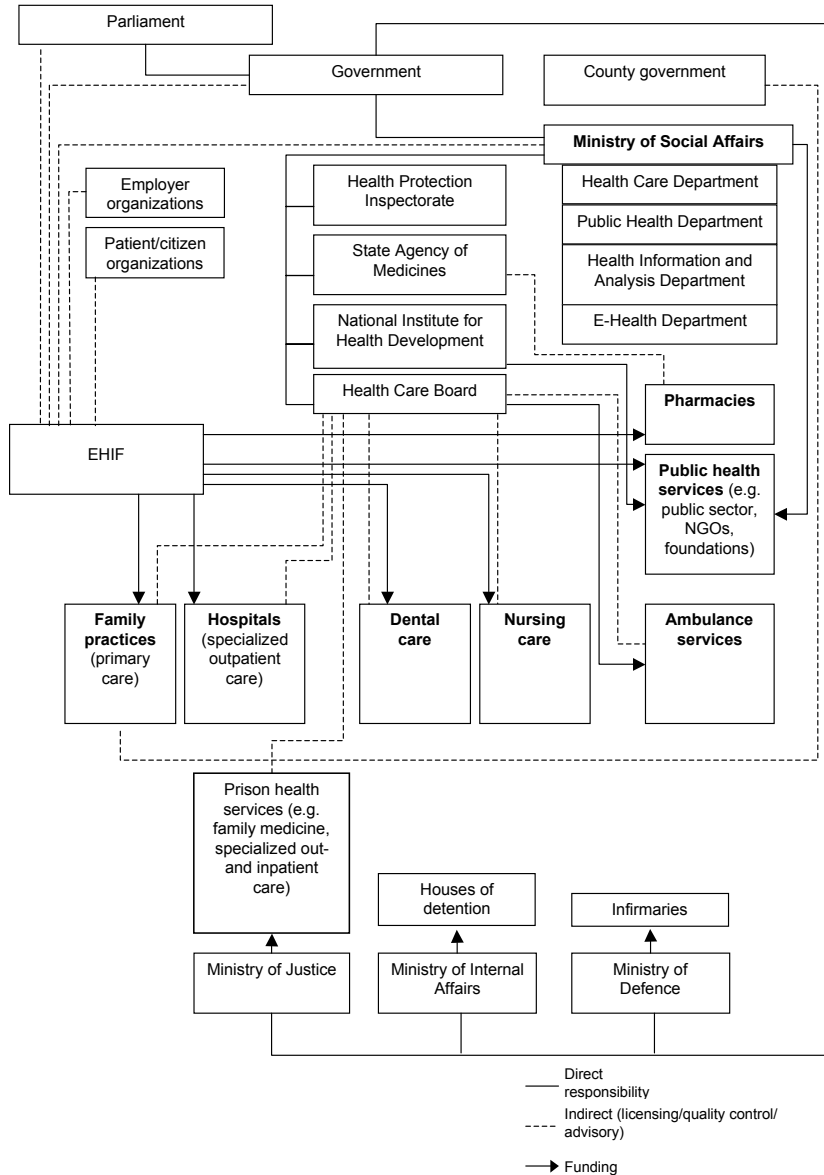 Parliament
Government
County government
Ministry of Social Affairs
Employer
organizations
Health Protection
Inspectorate
Health Care Department
Patient/citizen
organizations
State Agency of
Medicines
Public Health Department
Health Information and
Analysis Department
National Institute for
Health Development
E-Health Department
Health Care Board
Pharmacies
EHIF
Public health
services (e.g.
public sector,
NGOs,
foundations)
Family
practices
(primary
care)
Hospitals
(specialized
outpatient
care)
Dental
care
Nursing
care
Ambulance
services
Prison health
services (e.g.
family medicine,
specialized out-
and inpatient
care)
Houses of
detention
Infirmaries
Ministry of Justice
Ministry of Internal
Affairs
Ministry of
Defence
Direct
responsibility
Indirect (licensing/quality control/
advisory)
Funding